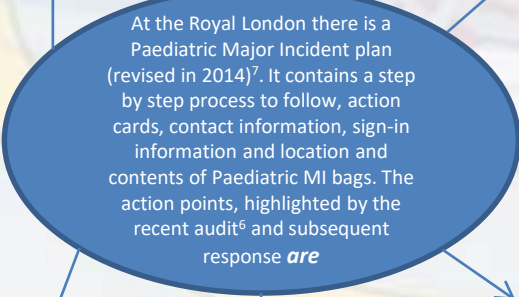 At the Royal London there is a
Paediatric Major Incident plan
(revised in 2014)⁷. It contains a step
by step process to follow, action
cards, contact information, sign-in
information and location and
contents of Paediatric MI bags. The
action points, highlighted by the
recent audit⁶ and subsequent
response are